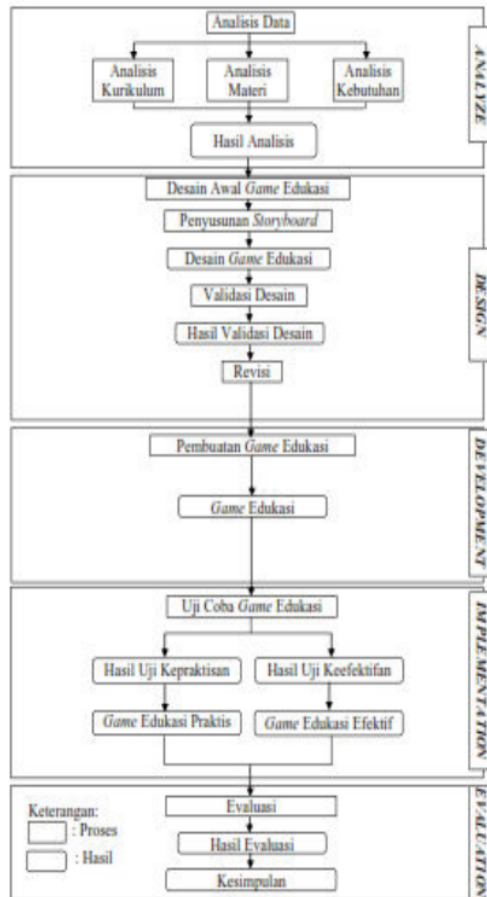 Analisis Data
Analisis
Kurikulum
Analisis
Materi
Analisis
Kebutuhan
Hasil Analisis
ANALYZE
Desain Awal Game Edukasi
Penyusunan Storyboard
Desain Game Edukasi
Validasi Desain
Hasil Validasi Desain
Revisi
DESIGN
Pembuatan Game Edukasi
Game Edukasi
DEVELOPMENT
Uji Coba Game Edukasi
Hasil Uji Kepraktisan
Hasil Uji Keefektifan
Game Edukasi Praktis
Game Edukasi Efektif
IMPLEMENTATION
Evaluasi
Hasil Evaluasi
Kesimpulan
Keterangan:
: Proses
: Hasil
EVALUATION